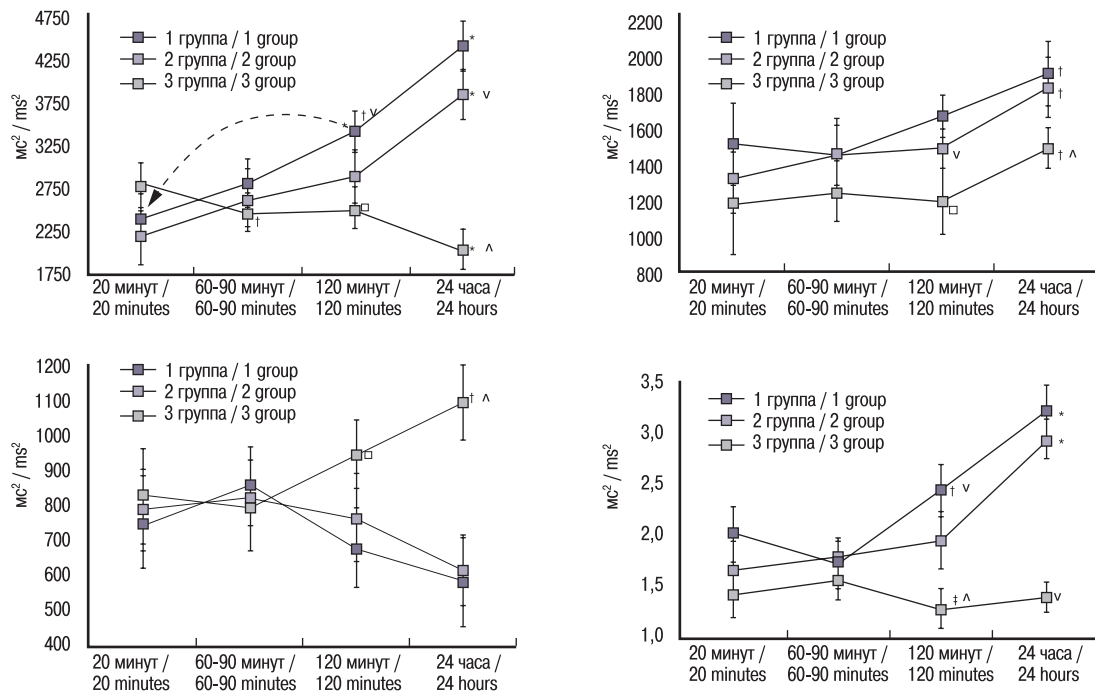 4750
4250
3750
2750
2250
1750
мс² / ms²
1 группа / 1 group
2 группа / 2 group
3 группа / 3 group
* 
* v
† v
*
□
†
* ʌ
20 минут / 60-90 минут / 120 минут / 24 часа /
20 minutes 60-90 minutes 120 minutes 24 hours
2200
2000
1800
1600
1400
1200
1000
800
мс² / ms²
1 группа / 1 group
2 группа / 2 group
3 группа / 3 group
†
†
v
† ʌ
□
20 минут / 60-90 минут / 120 минут / 24 часа /
20 minutes 60-90 minutes 120 minutes 24 hours
1200
1100
1000
900
800
700
600
500
400
мс² / ms²
1 группа / 1 group
2 группа / 2 group
3 группа / 3 group
† ʌ
□
20 минут / 60-90 минут / 120 минут / 24 часа /
20 minutes 60-90 minutes 120 minutes 24 hours
3,5
3,0
2,5
2,0
1,5
1,0
мс² / ms²
1 группа / 1 group
2 группа / 2 group
3 группа / 3 group
*
*
† v
‡ ʌ
v
20 минут / 60-90 минут / 120 минут / 24 часа /
20 minutes 60-90 minutes 120 minutes 24 hours